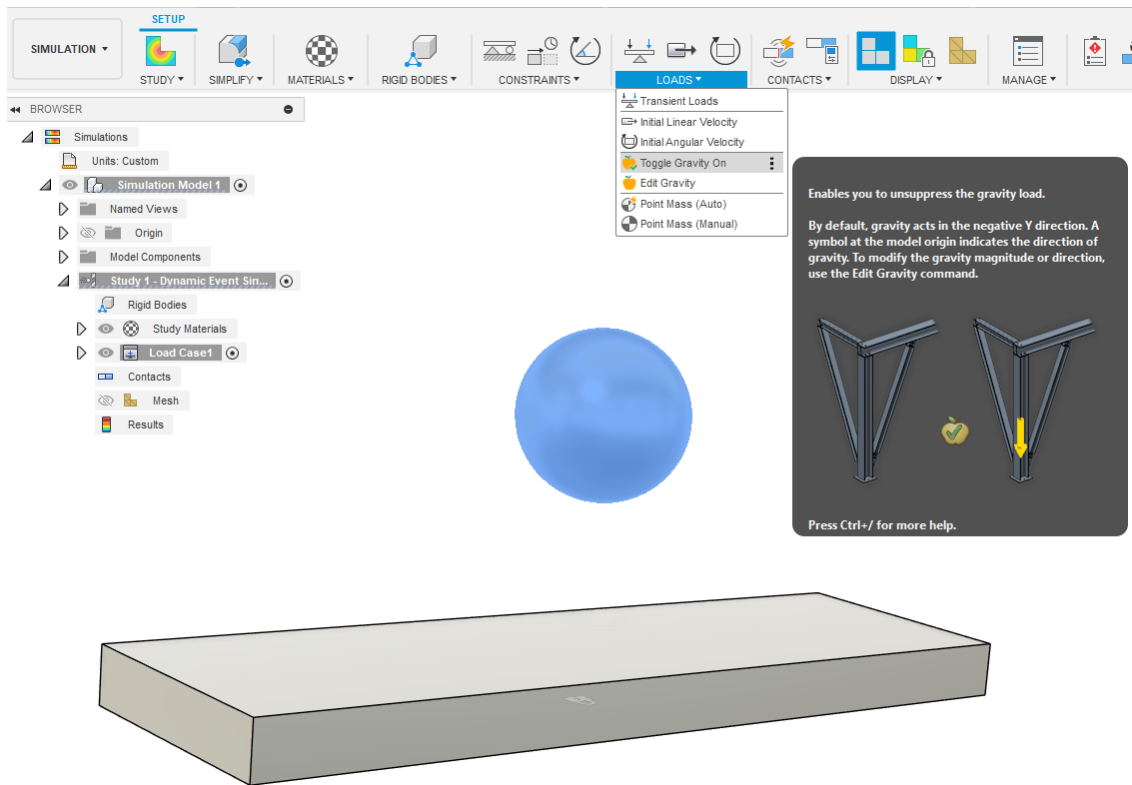 SETUP
SIMULATION
STUDY
SIMPLIFY
MATERIALS
RIGID BODIES
CONSTRAINTS
LOADS
CONTACTS
DISPLAY
MANAGE
BROWSER
Simulations
Units: Custom
Simulation Model 1
Named Views
Origin
Model Components
Study 1 - Dynamic Event Sin...
Rigid Bodies
Study Materials
Load Case1
Contacts
Mesh
Results
Transient Loads
Initial Linear Velocity
Initial Angular Velocity
Toggle Gravity On
Edit Gravity
Point Mass (Auto)
Point Mass (Manual)
Enables you to unsuppress the gravity load.
By default, gravity acts in the negative Y direction. A
symbol at the model origin indicates the direction of
gravity. To modify the gravity magnitude or direction,
use the Edit Gravity command.
Press Ctrl+/ for more help.